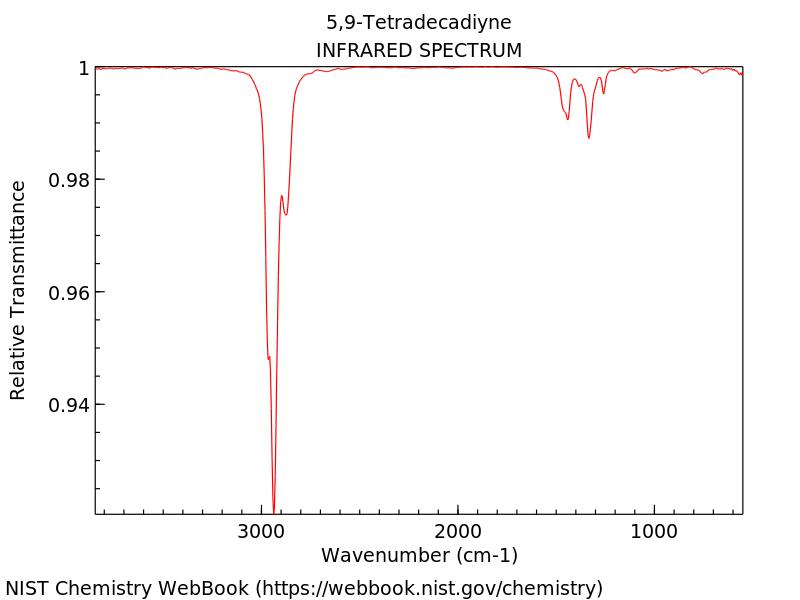 5,9-Tetradecadiyne
INFRARED SPECTRUM
1
0.98
0.96
0.94
Relative Transmittance
3000 2000 1000
Wavenumber (cm-1)
NIST Chemistry WebBook (https://webbook.nist.gov/chemistry)